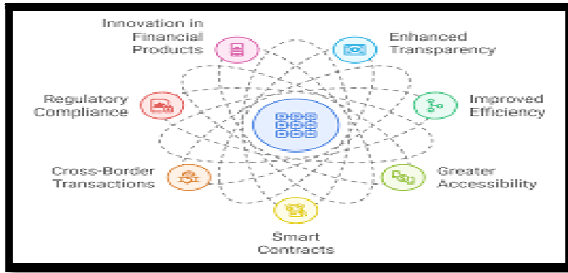 Innovation in
Financial
Products
Enhanced
Transparency
Regulatory
Compliance
Improved
Efficiency
Cross-Border
Transactions
Greater
Accessibility
Smart
Contracts